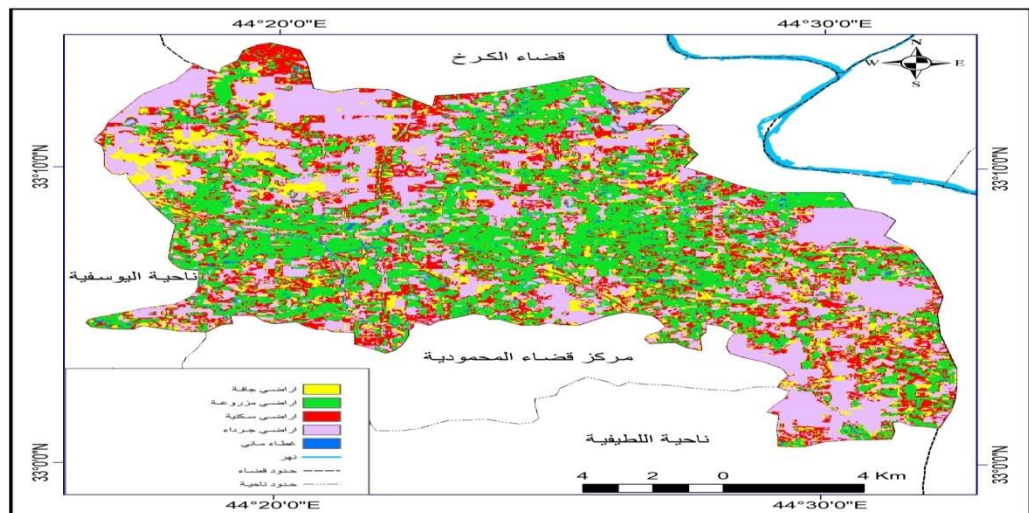 44°20'0"E
44°30'0"E
قضاء الكرخ
N
W E
S
33°10'0"N
33°10'0"N
ناحية اليوسفية
مركز قضاء المحمودية
ناحية اللطيفية
اراضي جافة
اراضي مزروعة
اراضي سكنية
اراضي جرداء
غطاء مائي
نهر
حدود قضاء
حدود ناحية
33°0'0"N
33°0'0"N
4 2 0 4 Km
44°20'0"E
44°30'0"E